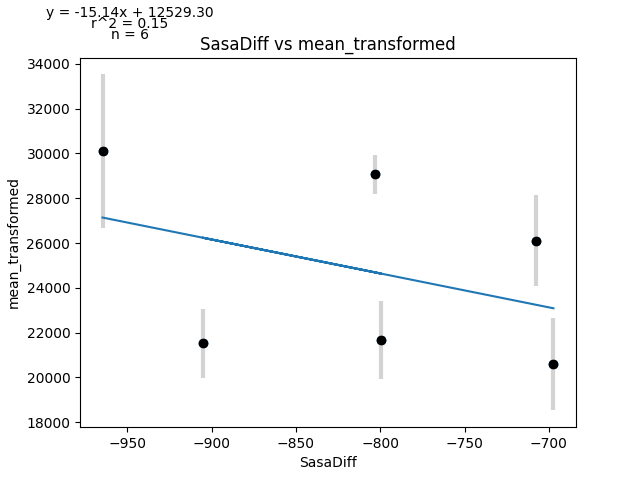 y = -15.14x + 12529.30
r^2 = 0.15
n = 6
SasaDiff vs mean_transformed
34000
32000
30000
28000
26000
24000
22000
20000
18000
mean_transformed
−950 −900 −850 −800 −750 −700
SasaDiff